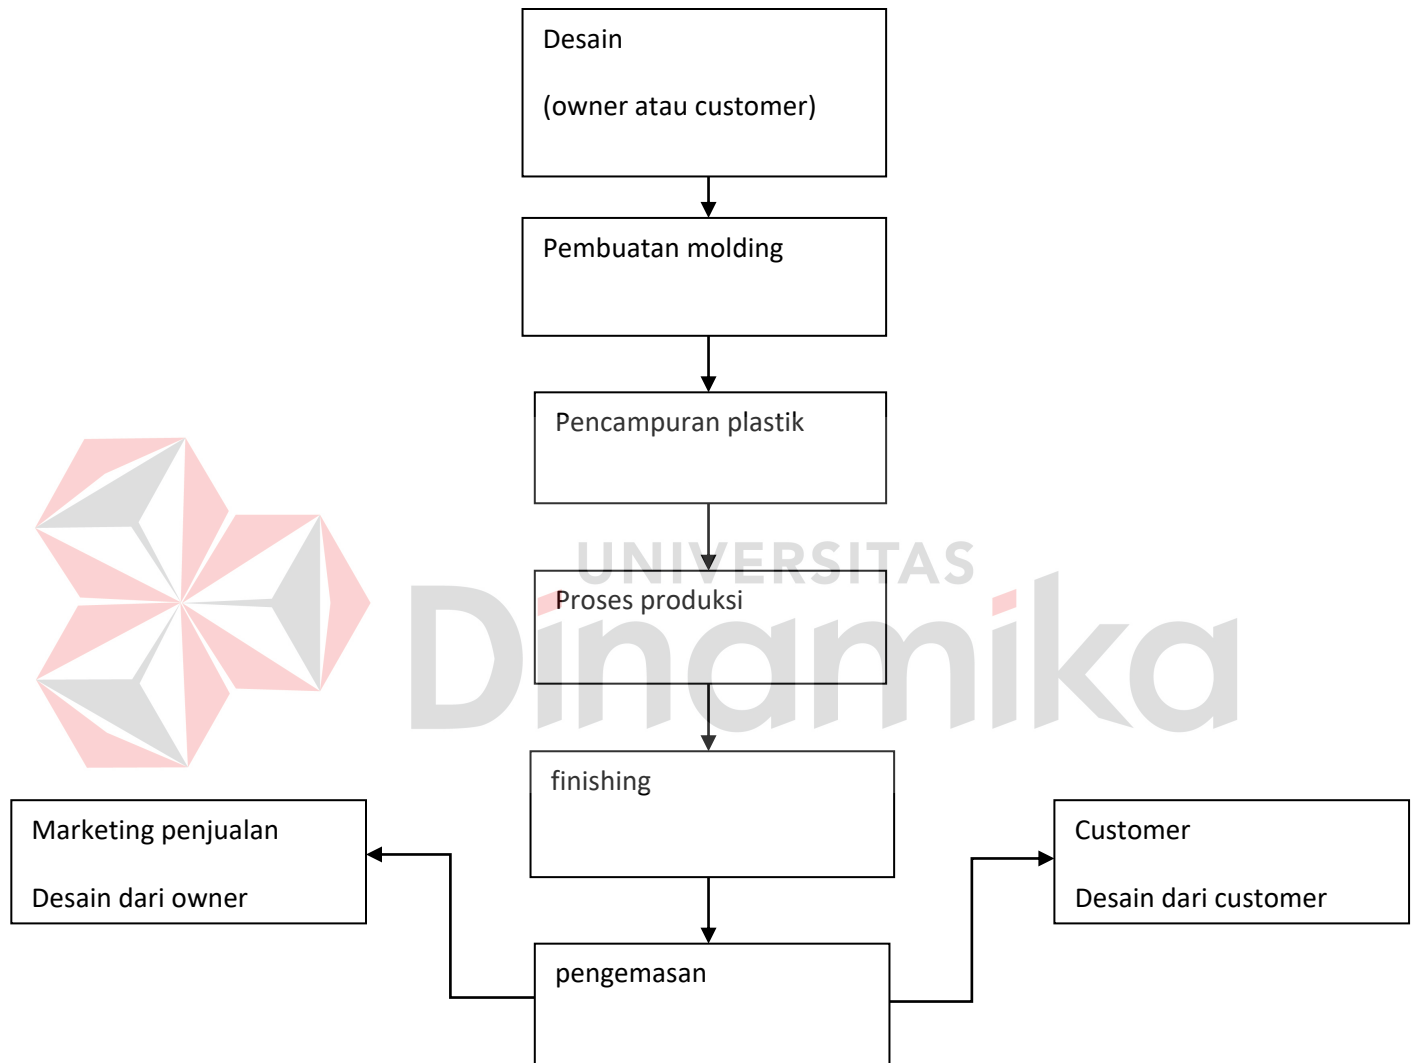 Desain
(owner atau customer)
Pembuatan molding
Pencampuran plastik
UNIVERSITAS
Dinamika
Proses produksi
finishing
Marketing penjualan
Desain dari owner
Customer
Desain dari customer
pengemasan